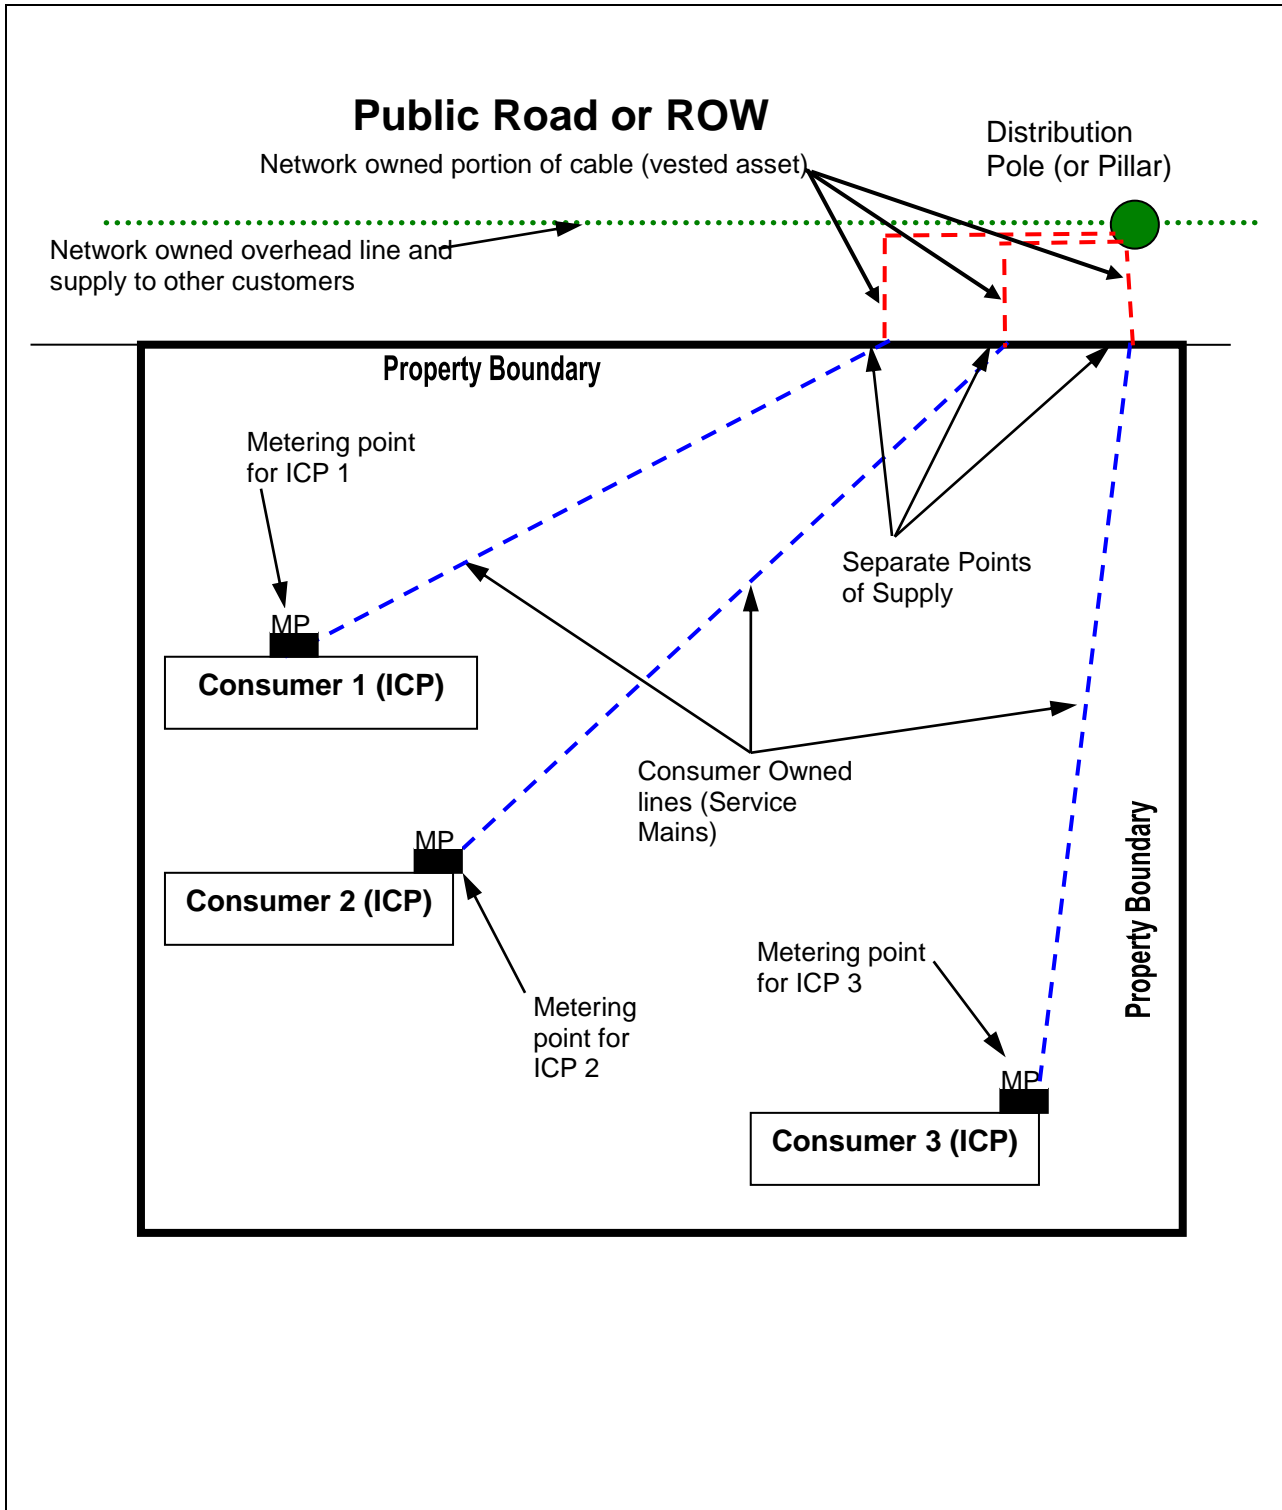 Public Road or ROW
Network owned portion of cable (vested asset)
Distribution
Pole (or Pillar)
Network owned overhead line and
supply to other customers
Property Boundary
Metering point
for ICP 1
Separate Points
of Supply
MP
Consumer 1 (ICP)
Consumer Owned
lines (Service
Mains)
MP
Consumer 2 (ICP)
Property Boundary
Metering point
for ICP 3
Metering
point for
ICP 2
MP
Consumer 3 (ICP)